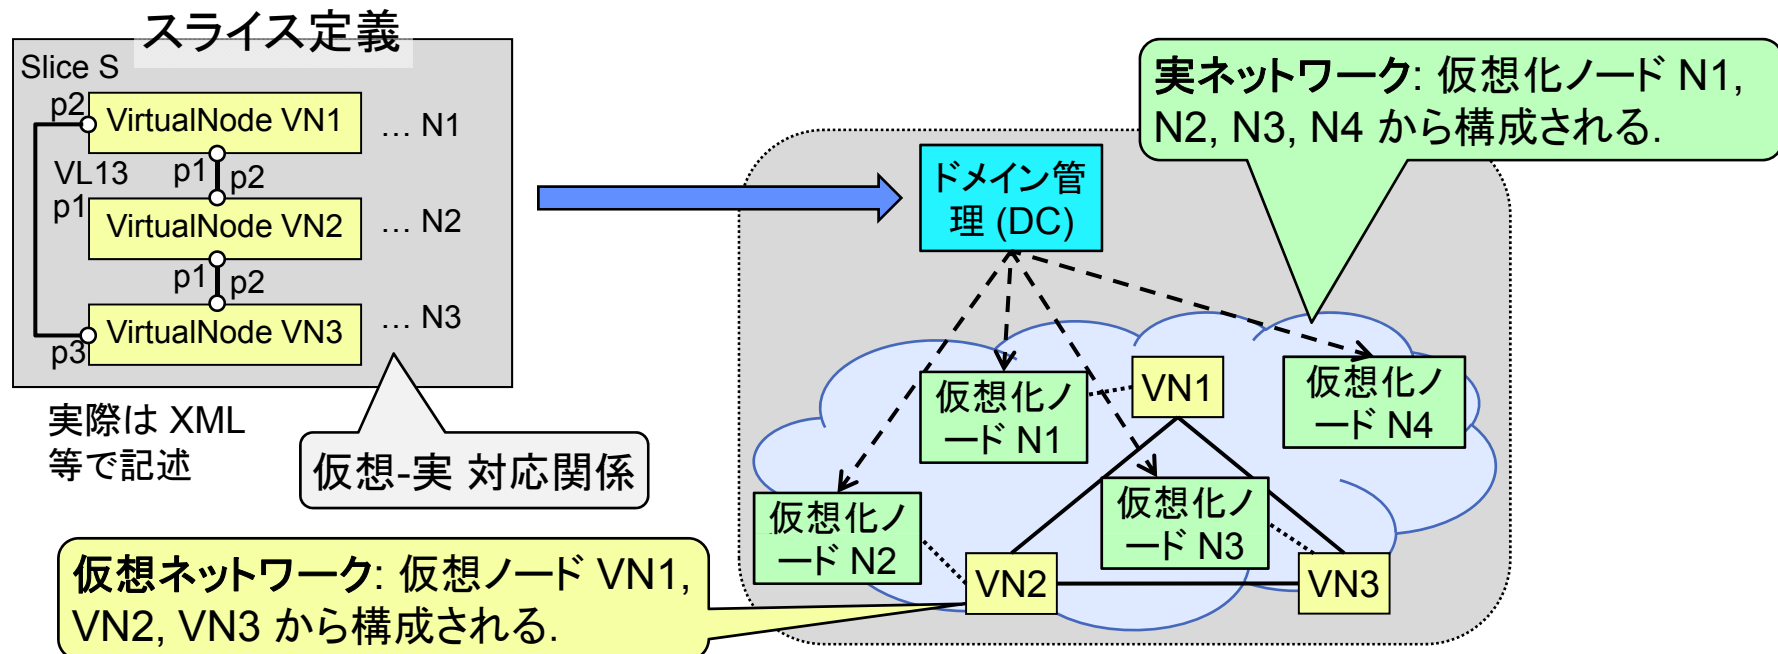 スライス定義
Slice S
p2
VirtualNode VN1
… N1
VL13
p1
p2
p1
VirtualNode VN2
… N2
p1
p2
VirtualNode VN3
… N3
p3
実際は XML
等で記述
仮想-実 対応関係
実ネットワーク: 仮想化ノード N1,
N2, N3, N4 から構成される.
ドメイン管
理 (DC)
仮想化ノ
ード N1
VN1
仮想化ノ
ード N4
仮想化ノ
ード N2
仮想化ノ
ード N3
VN2
VN3
仮想ネットワーク: 仮想ノード VN1,
VN2, VN3 から構成される.